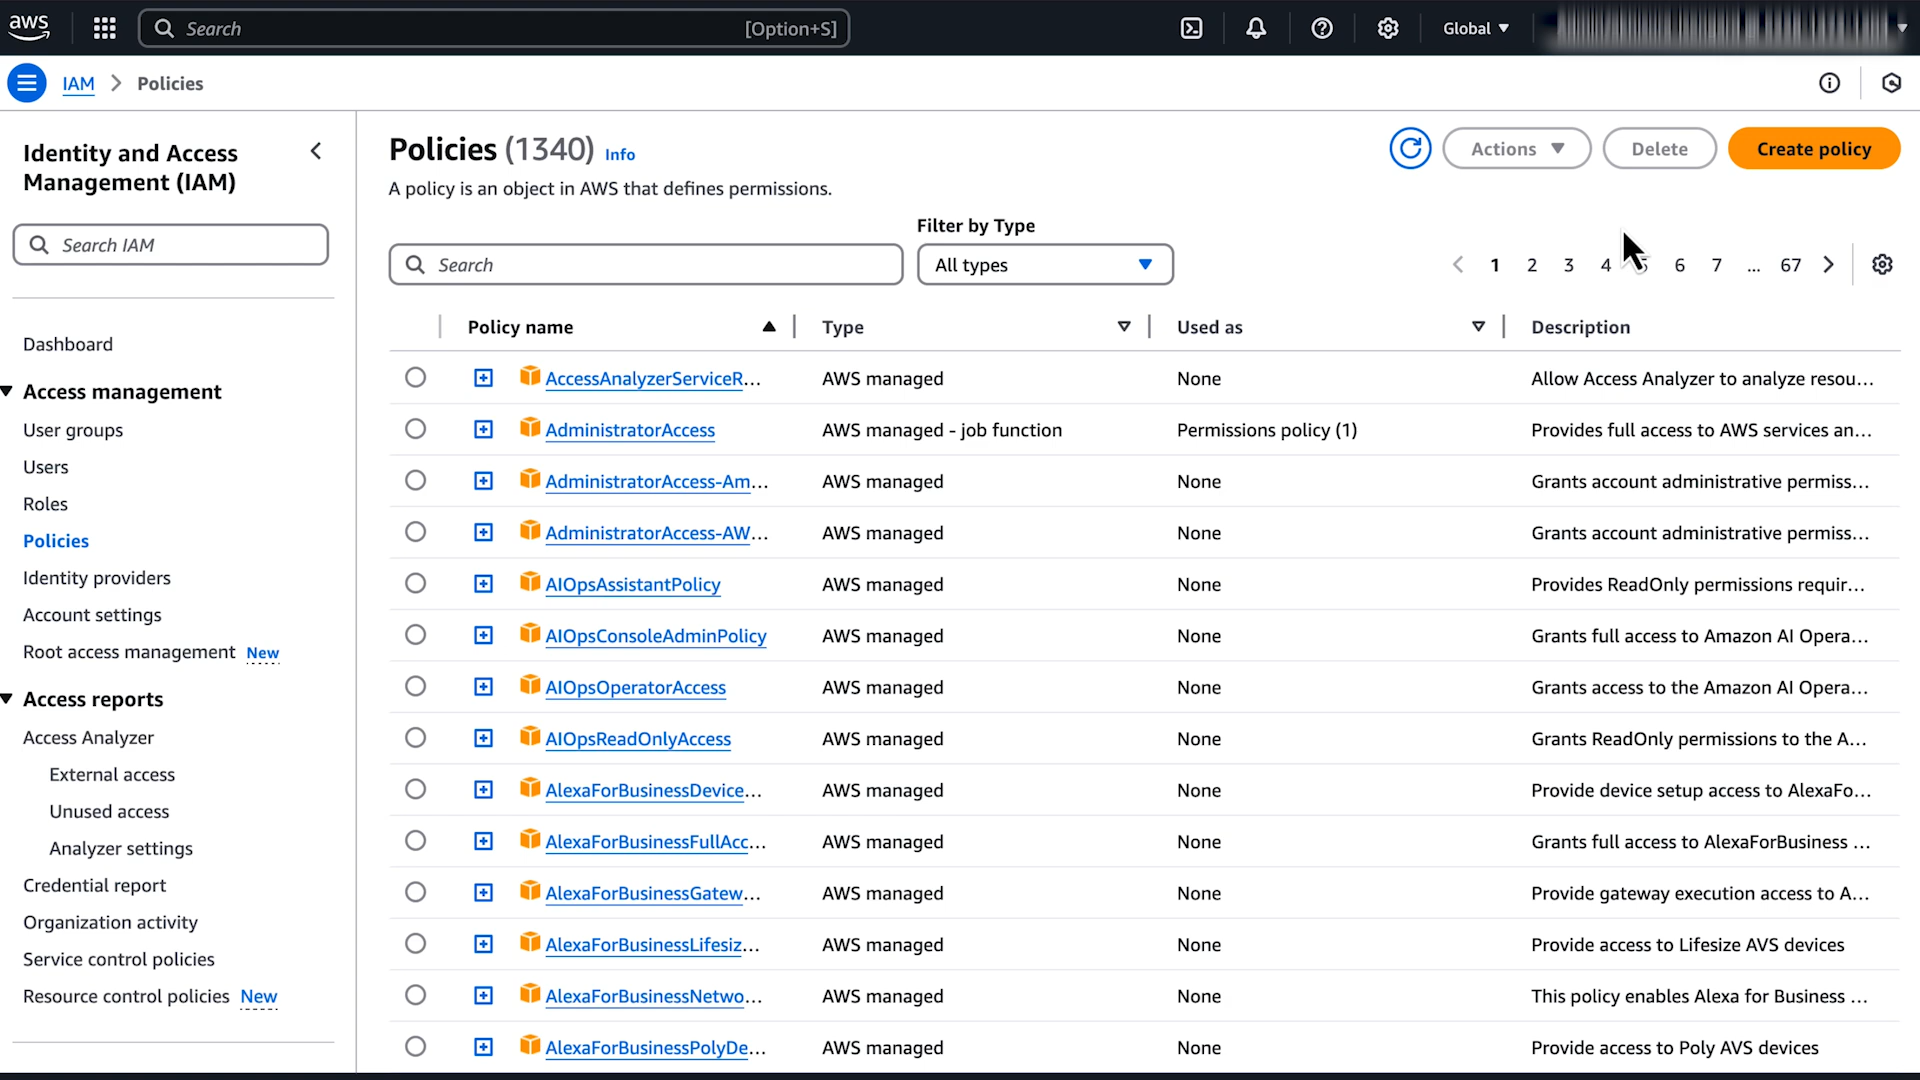 aws
Search
[Option+S]
Global
IAM
Policies
Identity and Access
Management (IAM)
Search IAM
Dashboard
Access management
User groups
Users
Roles
Policies
Identity providers
Account settings
Root access management New
Access reports
Access Analyzer
External access
Unused access
Analyzer settings
Credential report
Organization activity
Service control policies
Resource control policies New
Policies (1340) Info
A policy is an object in AWS that defines permissions.
Actions
Delete
Create policy
Filter by Type
Search
All types
1 2 3 4 6 7 ... 67
Policy name Type Used as Description
AccessAnalyzerServiceR... AWS managed None Allow Access Analyzer to analyze resou...
AdministratorAccess AWS managed - job function Permissions policy (1) Provides full access to AWS services an...
AdministratorAccess-Am... AWS managed None Grants account administrative permiss...
AdministratorAccess-AW... AWS managed None Grants account administrative permiss...
AIOpsAssistantPolicy AWS managed None Provides ReadOnly permissions requir...
AIOpsConsoleAdminPolicy AWS managed None Grants full access to Amazon AI Opera...
AIOpsOperatorAccess AWS managed None Grants access to the Amazon AI Opera...
AIOpsReadOnlyAccess AWS managed None Grants ReadOnly permissions to the A...
AlexaForBusinessDevice... AWS managed None Provide device setup access to AlexaFo...
AlexaForBusinessFullAcc... AWS managed None Grants full access to AlexaForBusiness ...
AlexaForBusinessGatew... AWS managed None Provide gateway execution access to A...
AlexaForBusinessLifesiz... AWS managed None Provide access to Lifesize AVS devices
AlexaForBusinessNetwo... AWS managed None This policy enables Alexa for Business ...
AlexaForBusinessPolyDe... AWS managed None Provide access to Poly AVS devices